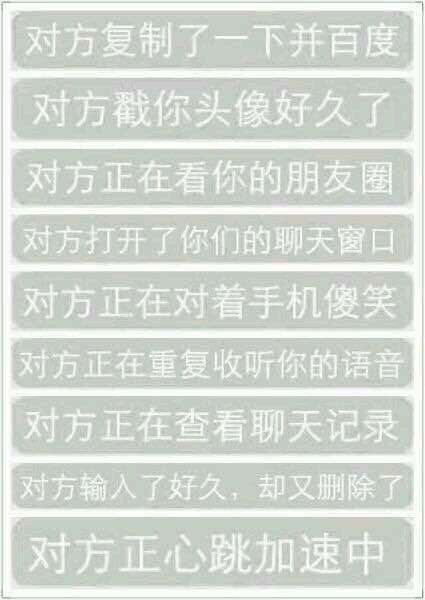 对方复制了一下并百度
对方戳你头像好久了
对方正在看你的朋友圈
对方打开了你们的聊天窗口
对方正在对着手机傻笑
对方正在重复收听你的语音
对方正在查看聊天记录
对方输入了好久，却又删除了
对方正心跳加速中